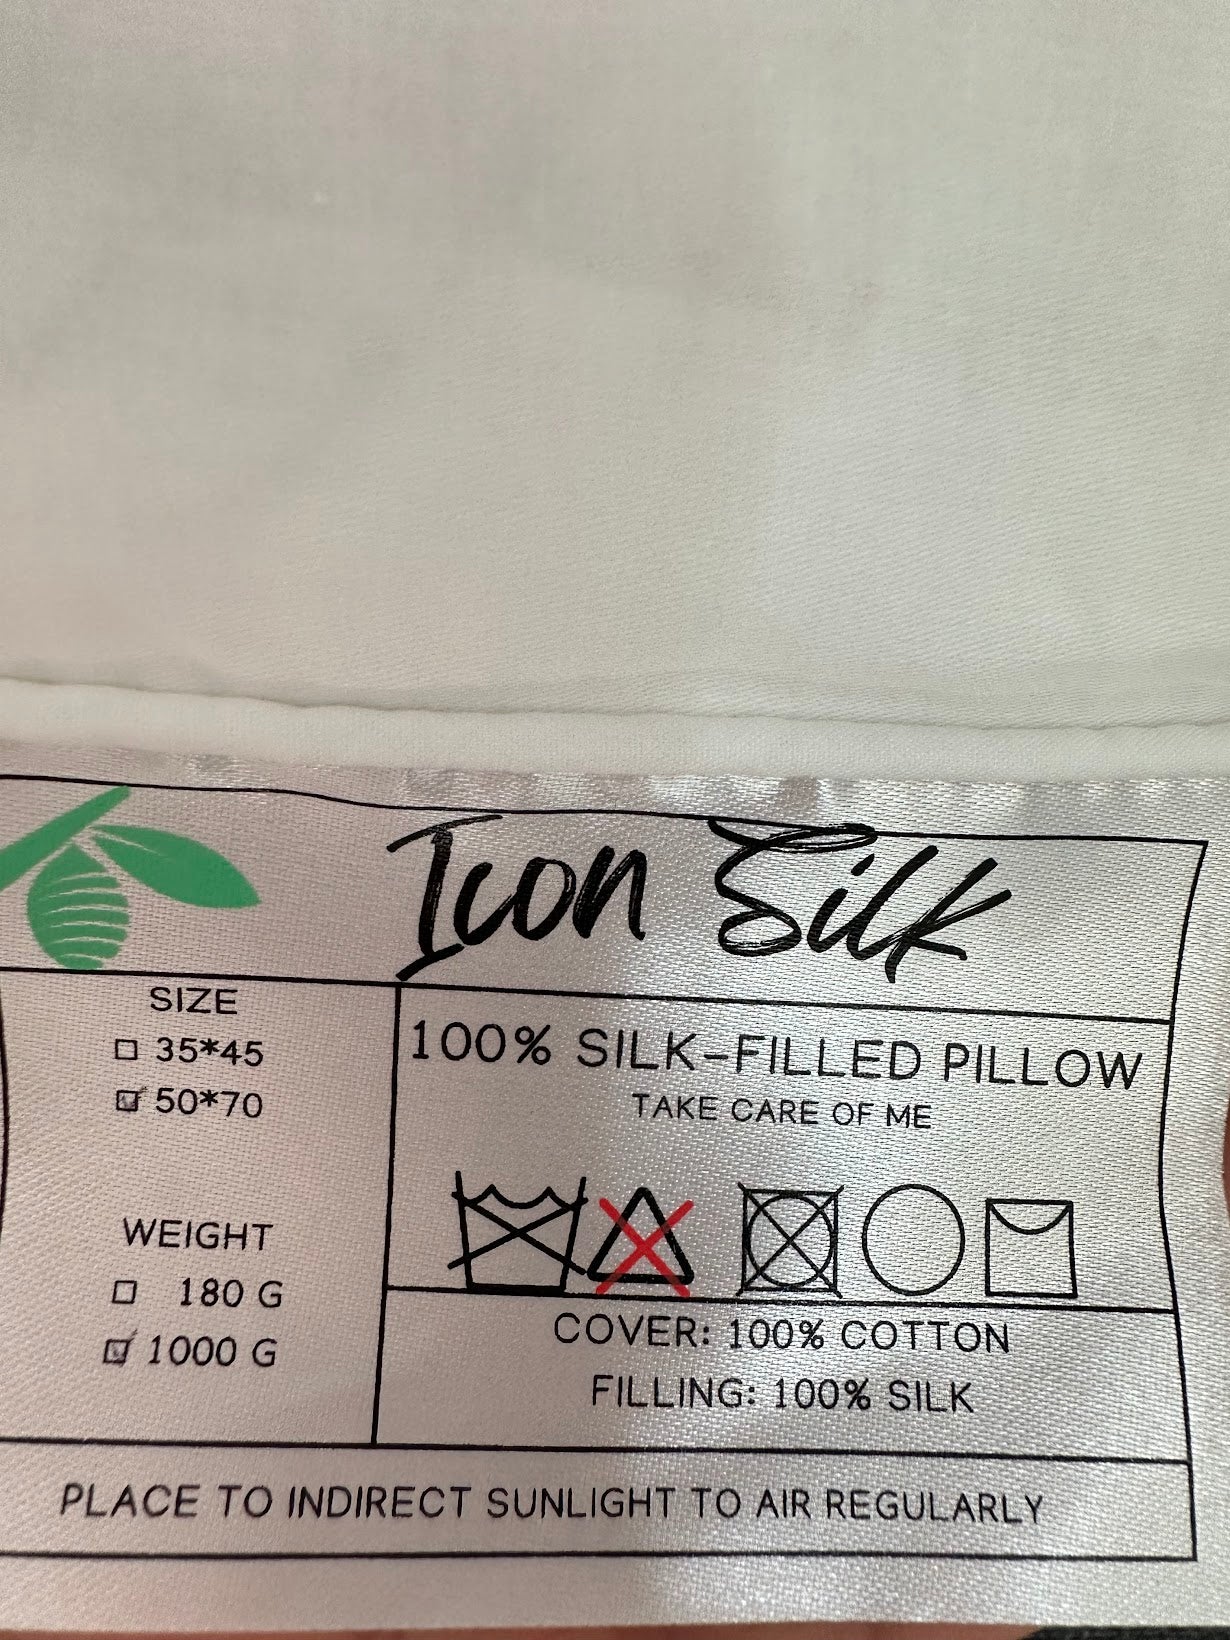 Icon Silk
SIZE
35*45
50*70
WEIGHT
180 G
1000 G
100% SILK-FILLED PILLOW
TAKE CARE OF ME
COVER: 100% COTTON
FILLING: 100% SILK
PLACE TO INDIRECT SUNLIGHT TO AIR REGULARLY